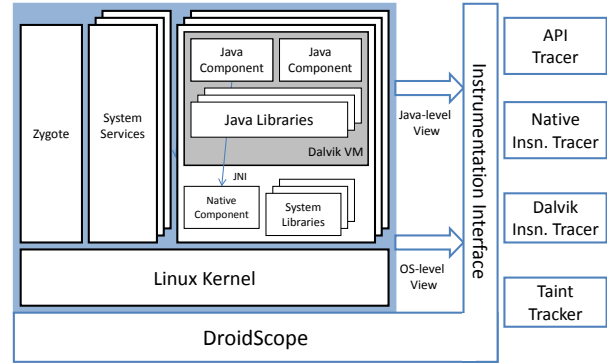 Java
Component
Java
Component
Java Libraries
Dalvik VM
Zygote
System
Services
JNI
Native
Component
System
Libraries
Linux Kernel
DroidScope
Java-level
View
OS-level
View
Instrumentation Interface
API
Tracer
Native
Insn. Tracer
Dalvik
Insn. Tracer
Taint
Tracker